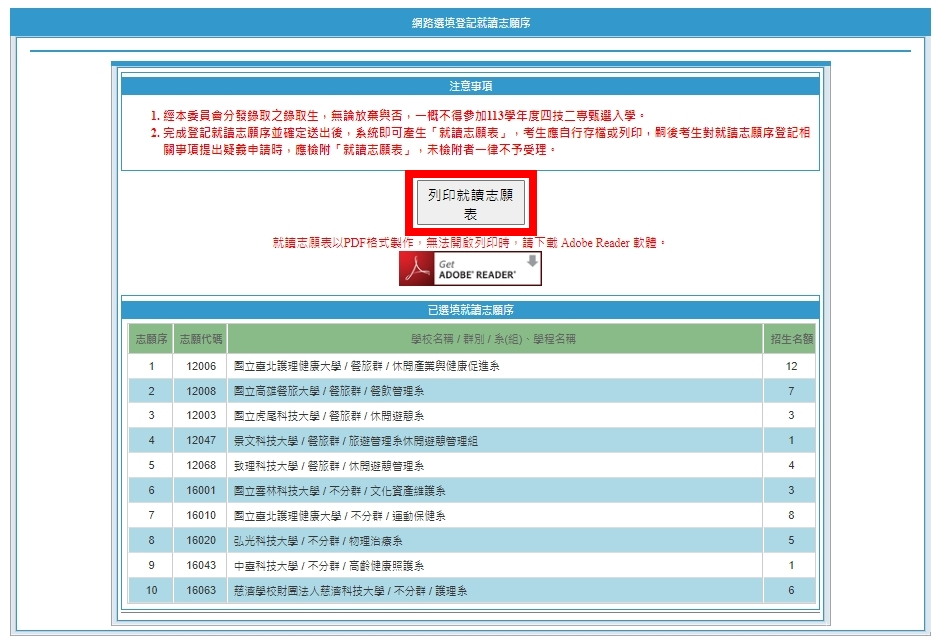 網路選填登記就讀志願序
注意事項
1. 經本委員會分發錄取之錄取生，無論放棄與否，一概不得參加113學年度四技二專甄選入學。
2. 完成登記就讀志願序並確定送出後，系統即可產生「就讀志願表」，考生應自行存檔或列印，嗣後考生對就讀志願序登記相
關事項提出疑義申請時，應檢附「就讀志願表」，未檢附者一律不予受理。
列印就讀志願
表
就讀志願表以PDF格式製作，無法開啟列印時，請下載 Adobe Reader 軟體。
Get
ADOBE® READER®
已選填就讀志願序
志願序 志願代碼 學校名稱 / 群別 / 系(組)、學程名稱 招生名額
1 12006 國立臺北護理健康大學 / 餐旅群 / 休閒產業與健康促進系 12
2 12008 國立高雄餐旅大學 / 餐旅群 / 餐飲管理系 7
3 12003 國立虎尾科技大學 / 餐旅群 / 休閒遊憩系 3
4 12047 景文科技大學 / 餐旅群 / 旅遊管理系休閒遊憩管理組 1
5 12068 致理科技大學 / 餐旅群 / 休閒遊憩管理系 4
6 16001 國立雲林科技大學 / 不分群 / 文化資產維護系 3
7 16010 國立臺北護理健康大學 / 不分群 / 運動保健系 8
8 16020 弘光科技大學 / 不分群 / 物理治療系 5
9 16043 中臺科技大學 / 不分群 / 高齡健康照護系 1
10 16063 慈濟學校財團法人慈濟科技大學 / 不分群 / 護理系 6